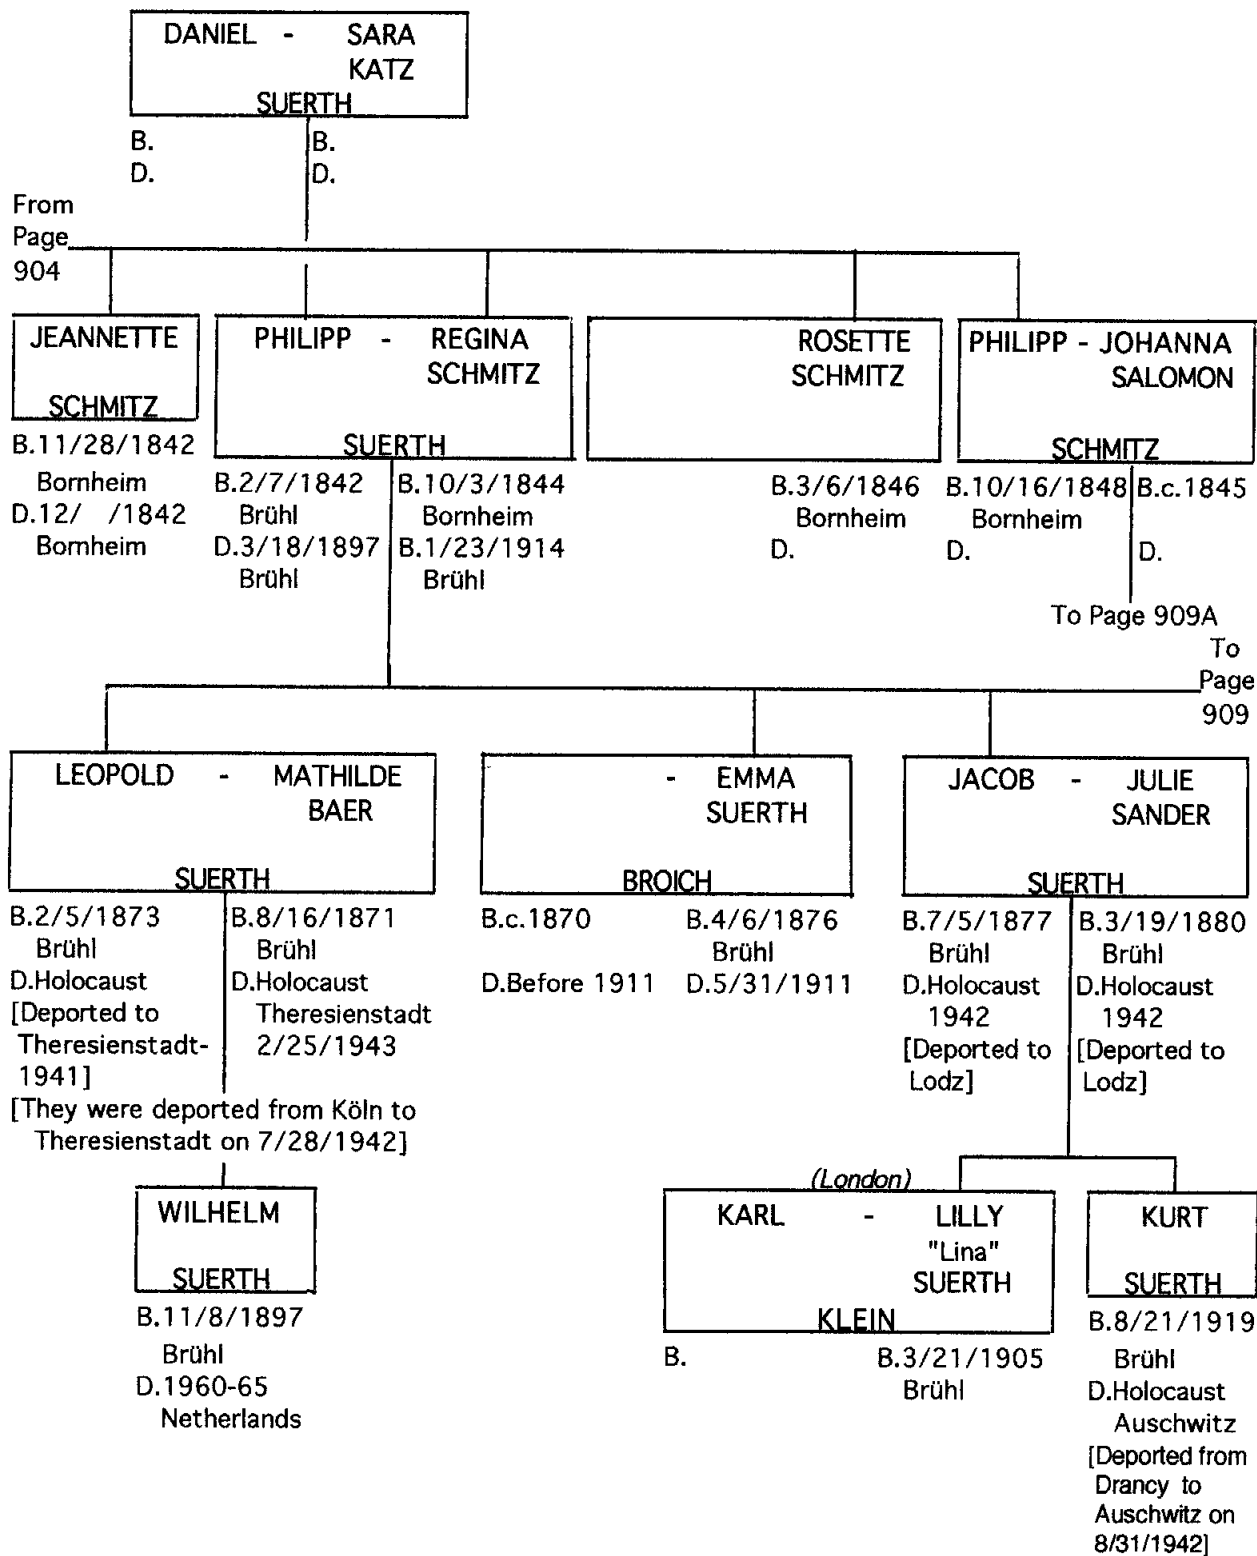 DANIEL - SARA
KATZ
SUERTH
B. B.
D. D.
From
Page
904
JEANNETTE
SCHMITZ
B.11/28/1842
Bornheim
D.12/ /1842
Bornheim
PHILIPP - REGINA
SCHMITZ
SUERTH
B.2/7/1842 B.10/3/1844
Brühl Bornheim
D.3/18/1897 B.1/23/1914
Brühl Brühl
ROSETTE
SCHMITZ
B.3/6/1846
Bornheim
D.
PHILIPP - JOHANNA
SALOMON
SCHMITZ
B.10/16/1848 B.c.1845
Bornheim
D. D.
To Page 909A
To
Page
909
LEOPOLD - MATHILDE
BAER
SUERTH
B.2/5/1873 B.8/16/1871
Brühl Brühl
D.Holocaust D.Holocaust
[Deported to Theresienstadt
Theresienstadt- 2/25/1943
1941]
[They were deported from Köln to
Theresienstadt on 7/28/1942]
- EMMA
SUERTH
BROICH
B.c.1870 B.4/6/1876
Brühl
D.Before 1911 D.5/31/1911
JACOB - JULIE
SANDER
SUERTH
B.7/5/1877 B.3/19/1880
Brühl Brühl
D.Holocaust D.Holocaust
1942 1942
[Deported to [Deported to
Lodz] Lodz]
WILHELM
SUERTH
B.11/8/1897
Brühl
D.1960-65
Netherlands
(London)
KARL - LILLY
"Lina"
SUERTH
KLEIN
B. B.3/21/1905
Brühl
KURT
SUERTH
B.8/21/1919
Brühl
D.Holocaust
Auschwitz
[Deported from
Drancy to
Auschwitz on
8/31/1942]